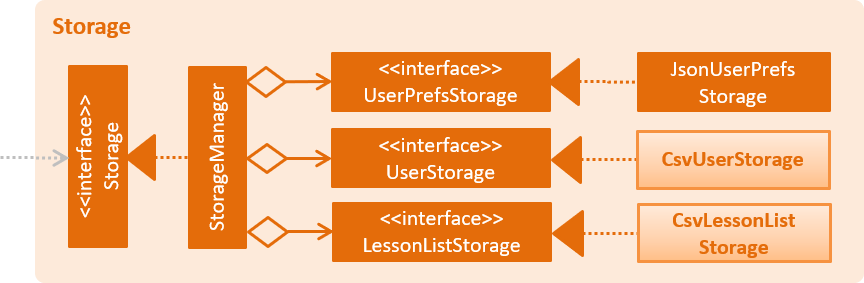 Storage
<<interface>>
Storage
StorageManager
<<interface>>
UserPrefsStorage
JsonUserPrefs
Storage
<<interface>>
UserStorage
CsvUserStorage
<<interface>>
LessonListStorage
CsvLessonList
Storage